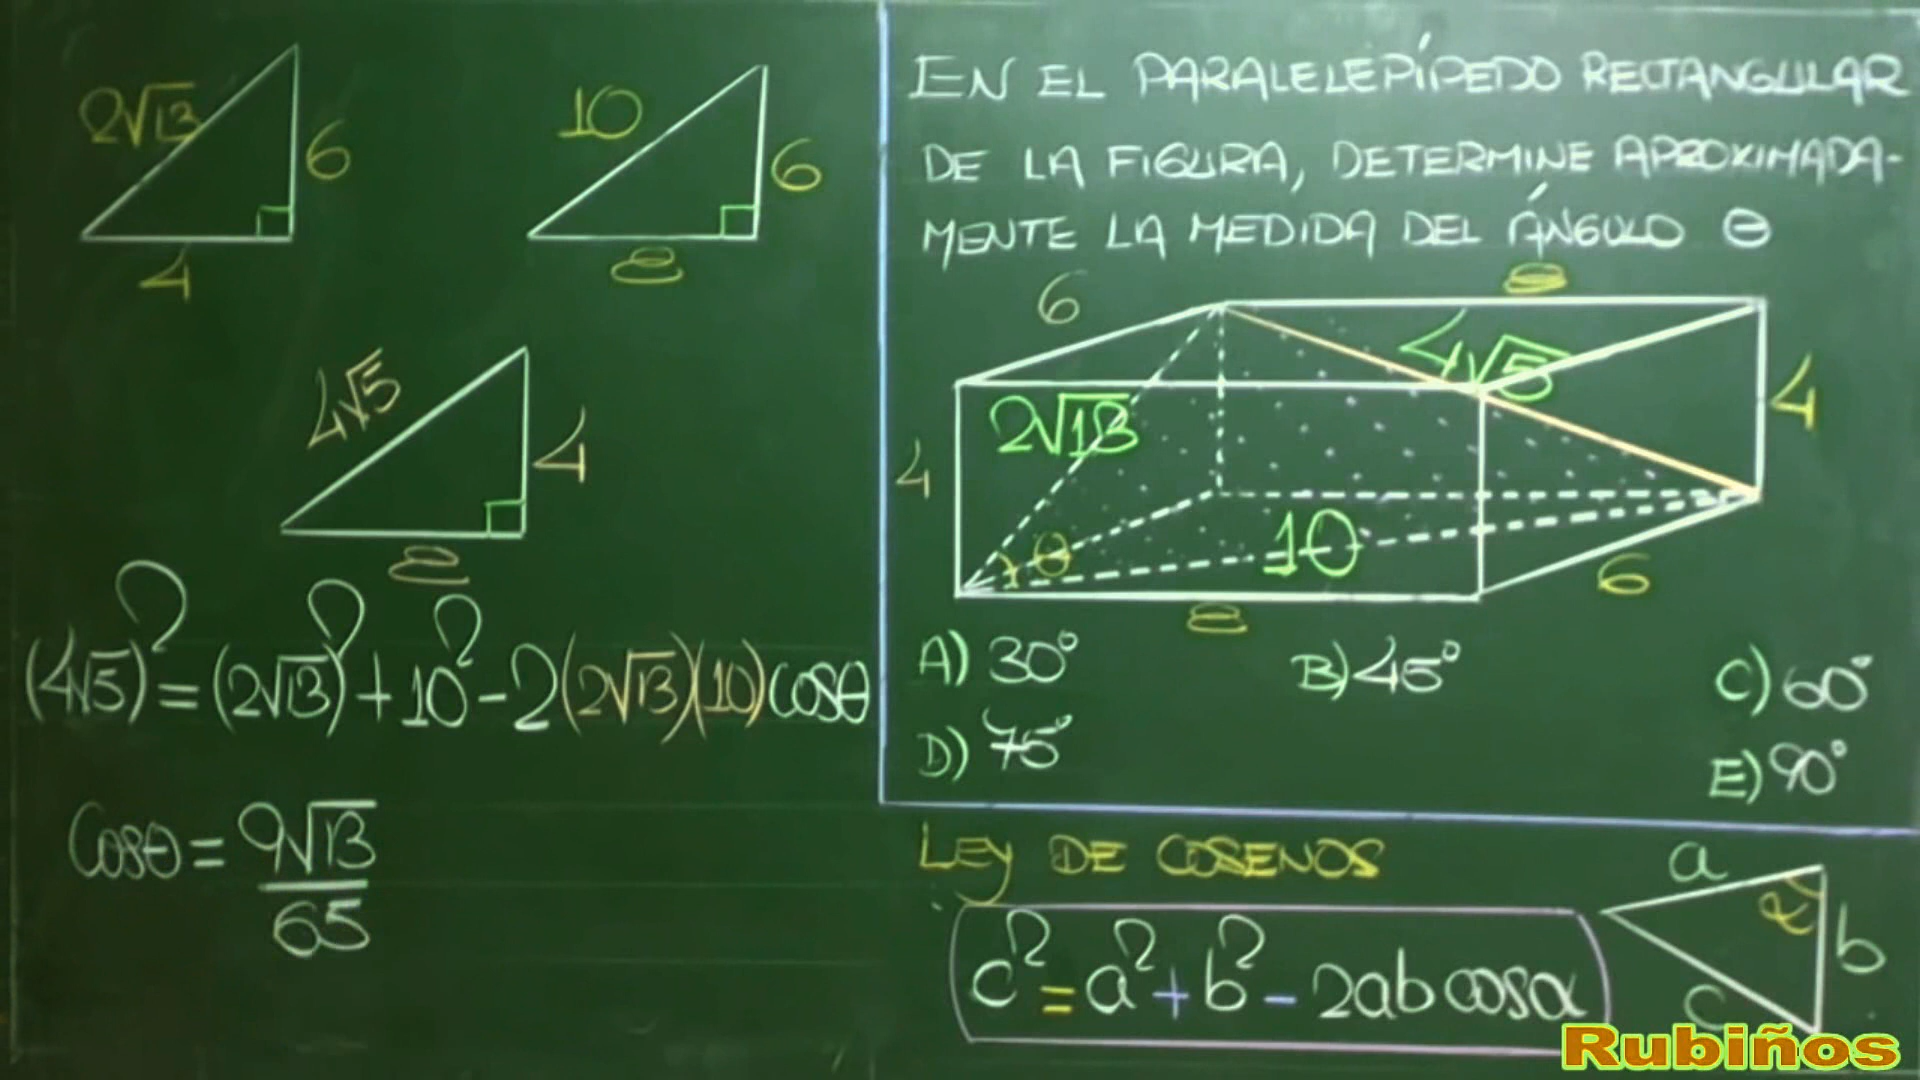 2√13
6
4
10
6
8
4√5
4
8
(4√5)² = (2√13)² + 10² - 2(2√13)(10)cosθ
Cosθ = 9√13
65
EN EL PARALELEPÍPEDO RECTANGULAR
DE LA FIGURA, DETERMINE APROXIMADA-
MENTE LA MEDIDA DEL ÁNGULO θ
6
8
4√5
4
2√13
4
θ
10
6
8
A) 30° B) 45° C) 60°
D) 75° E) 90°
LEY DE COSENOS
c² = a² + b² - 2ab cosα
a
α
b
c
Rubiños